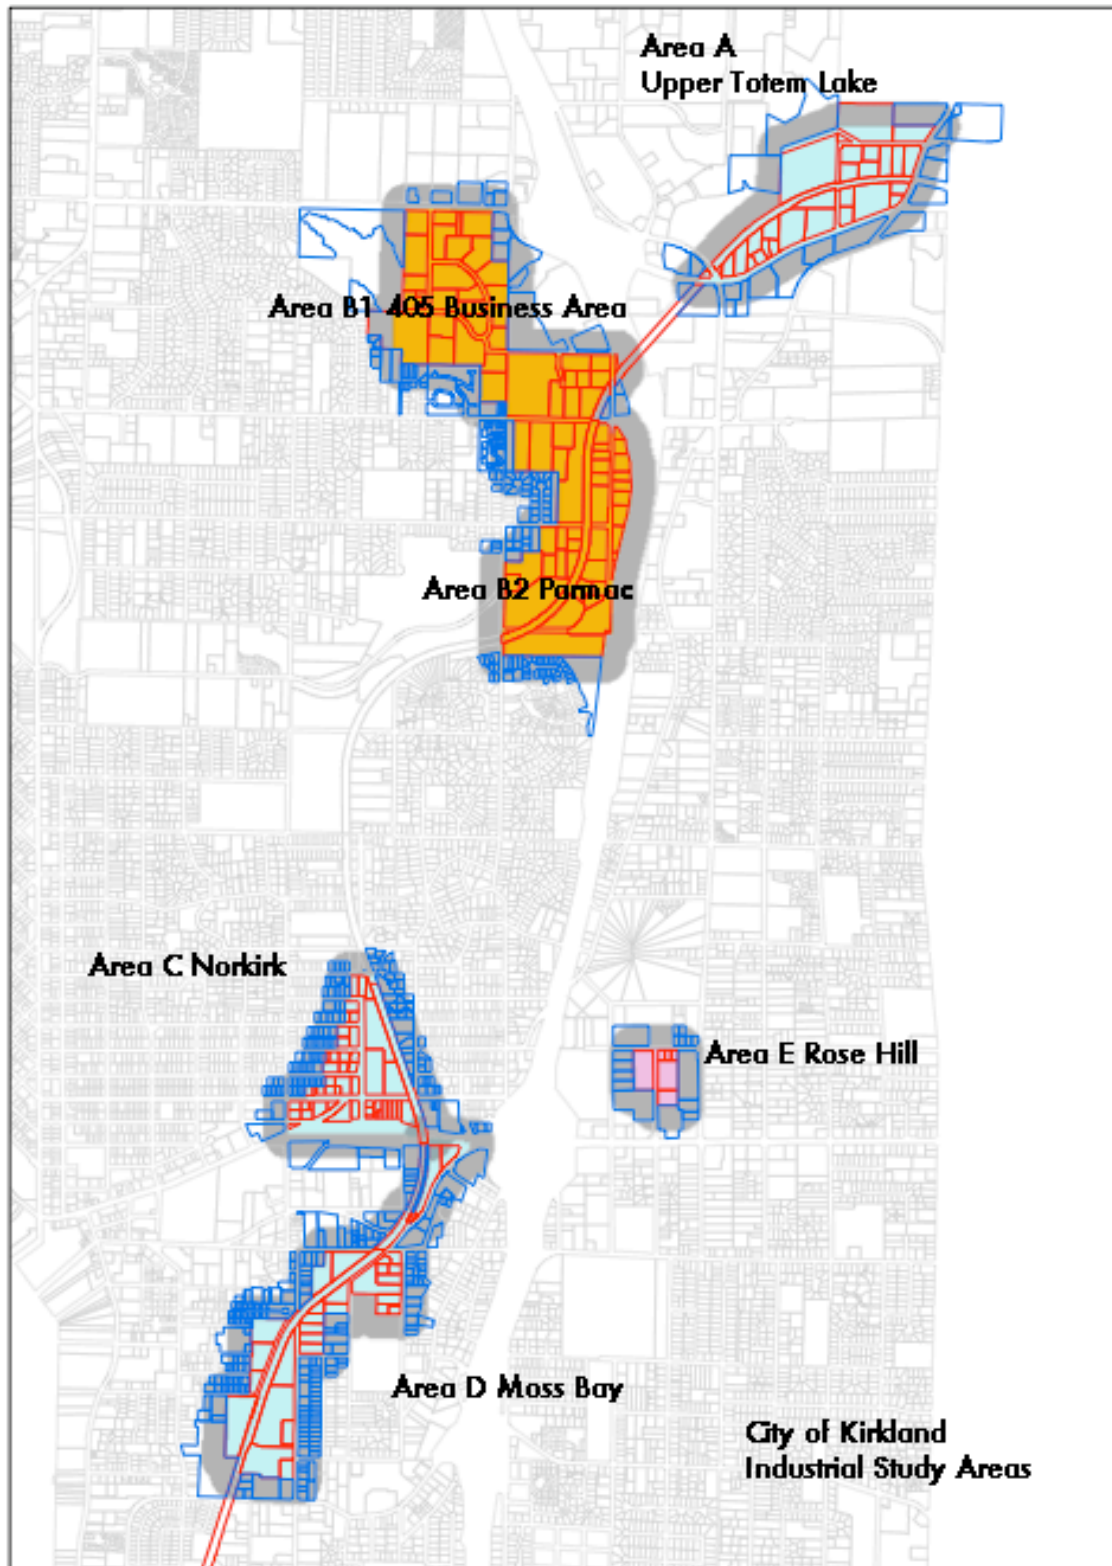 Area A
Upper Totem Lake
Area B1 405 Business Area
Area B2 Parmac
Area C Norkirk
Area E Rose Hill
Area D Moss Bay
City of Kirkland
Industrial Study Areas